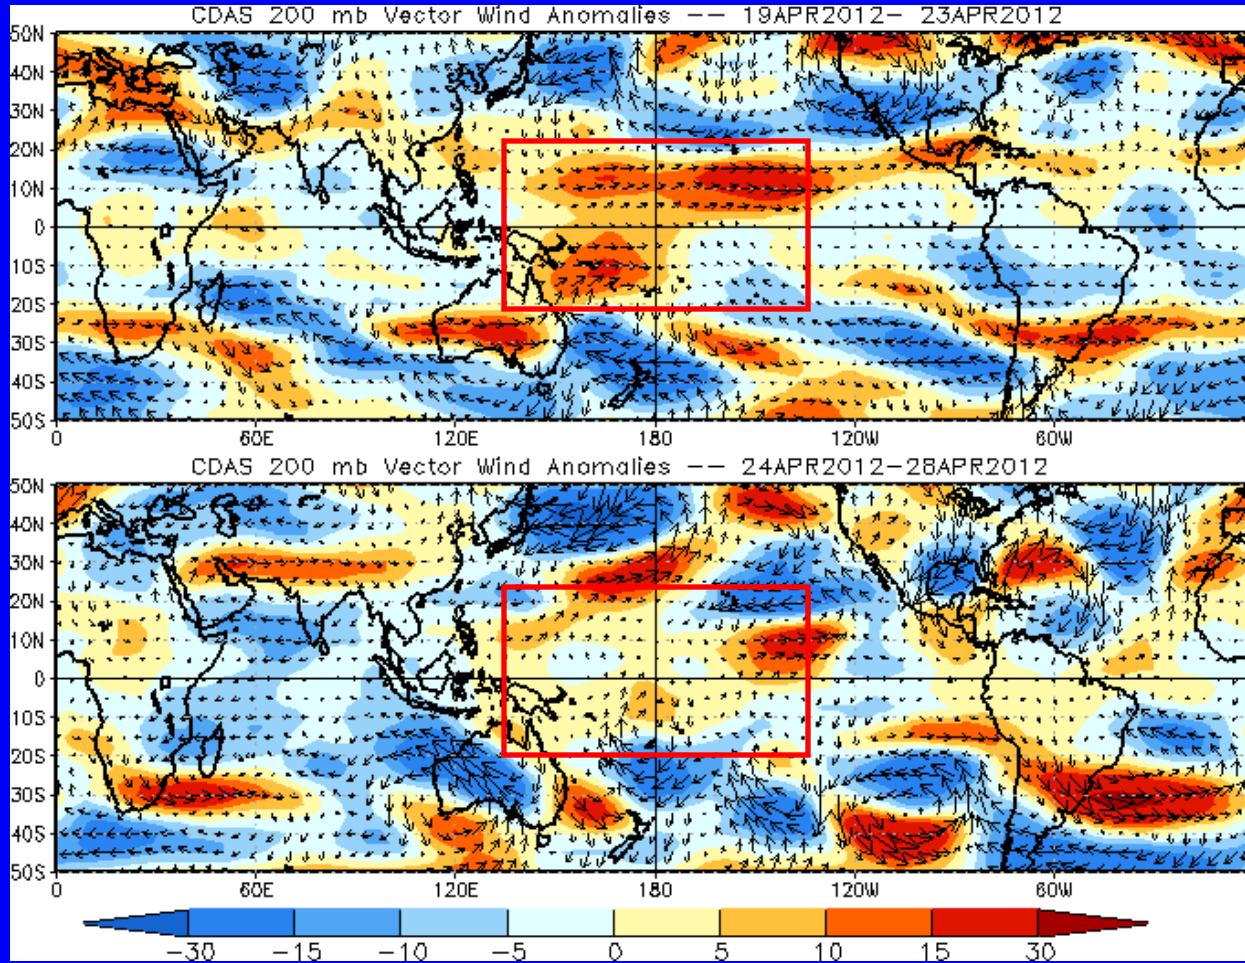 CDAS 200 mb Vector Wind Anomalies -- 19APR2012- 23APR2012
50N
40N
30N
20N
10N
0
10S
20S
30S
40S
50S
0 60E 120E 180 120W 60W
CDAS 200 mb Vector Wind Anomalies -- 24APR2012-28APR2012
50N
40N
30N
20N
10N
0
10S
20S
30S
40S
50S
0 60E 120E 180 120W 60W
-30 -15 -10 -5 0 5 10 15 30